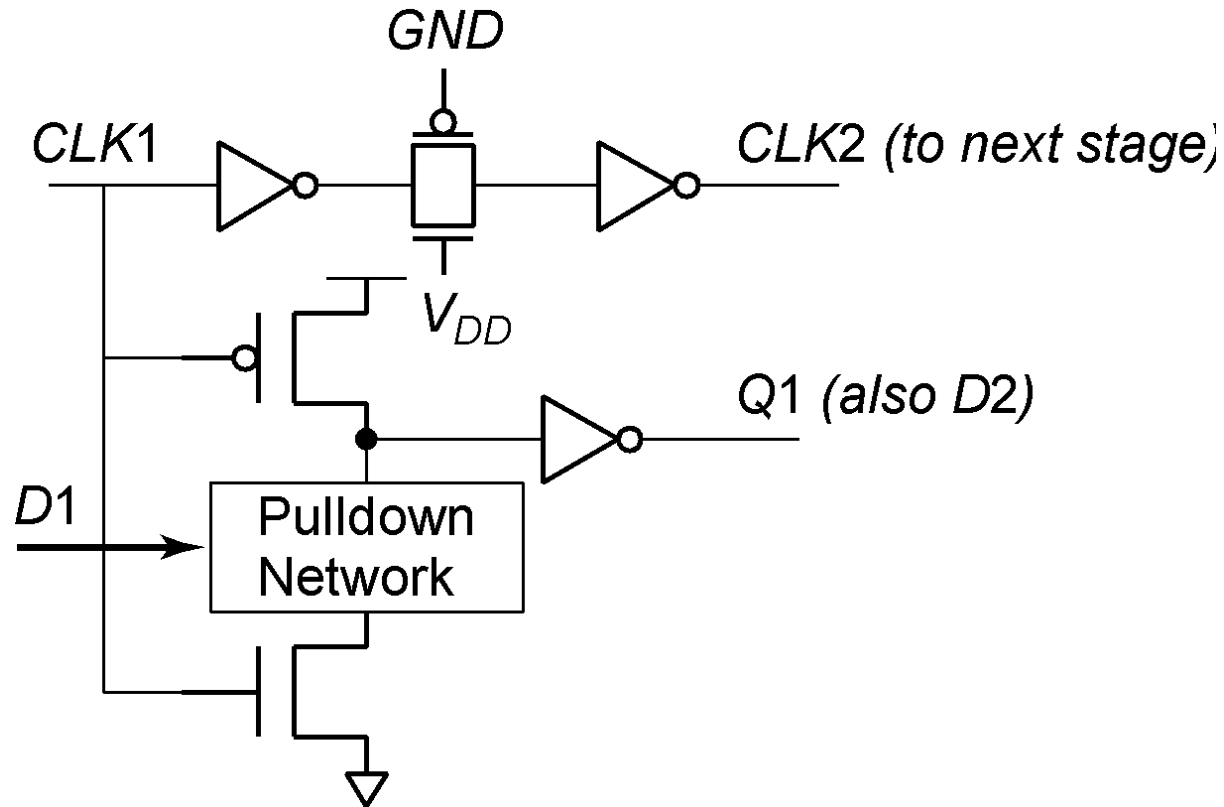 GND
CLK1
CLK2 (to next stage)
VDD
Q1 (also D2)
D1
Pulldown
Network